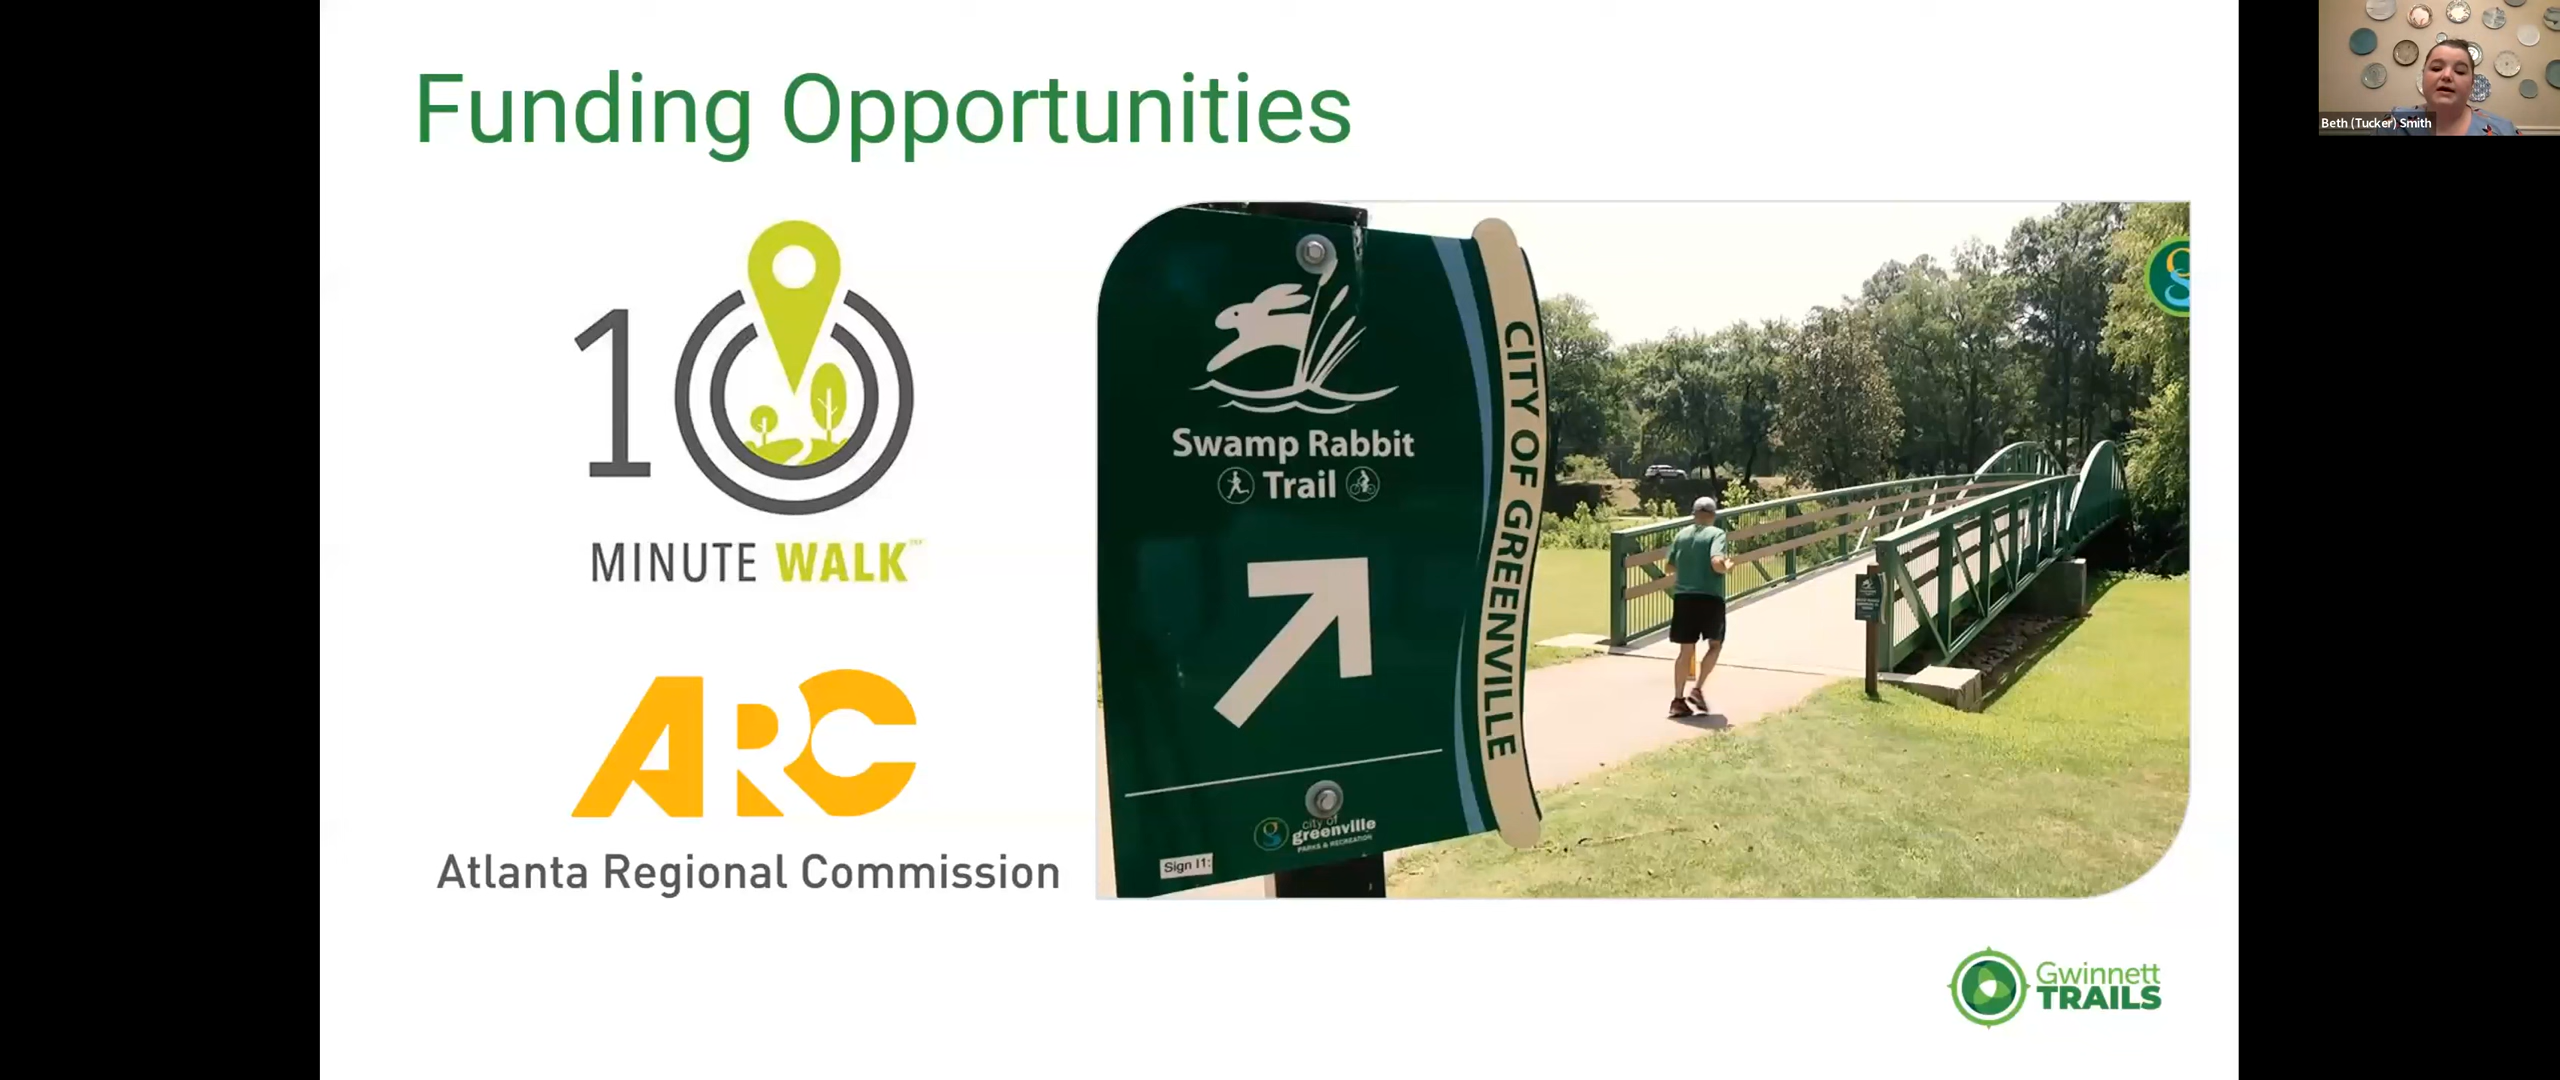 Funding Opportunities
Beth (Tucker) Smith
10
MINUTE WALK
ARC
Atlanta Regional Commission
Swamp Rabbit
Trail
CITY OF GREENVILLE
city of
greenville
PARKS & RECREATION
Sign I1:
Gwinnett
TRAILS